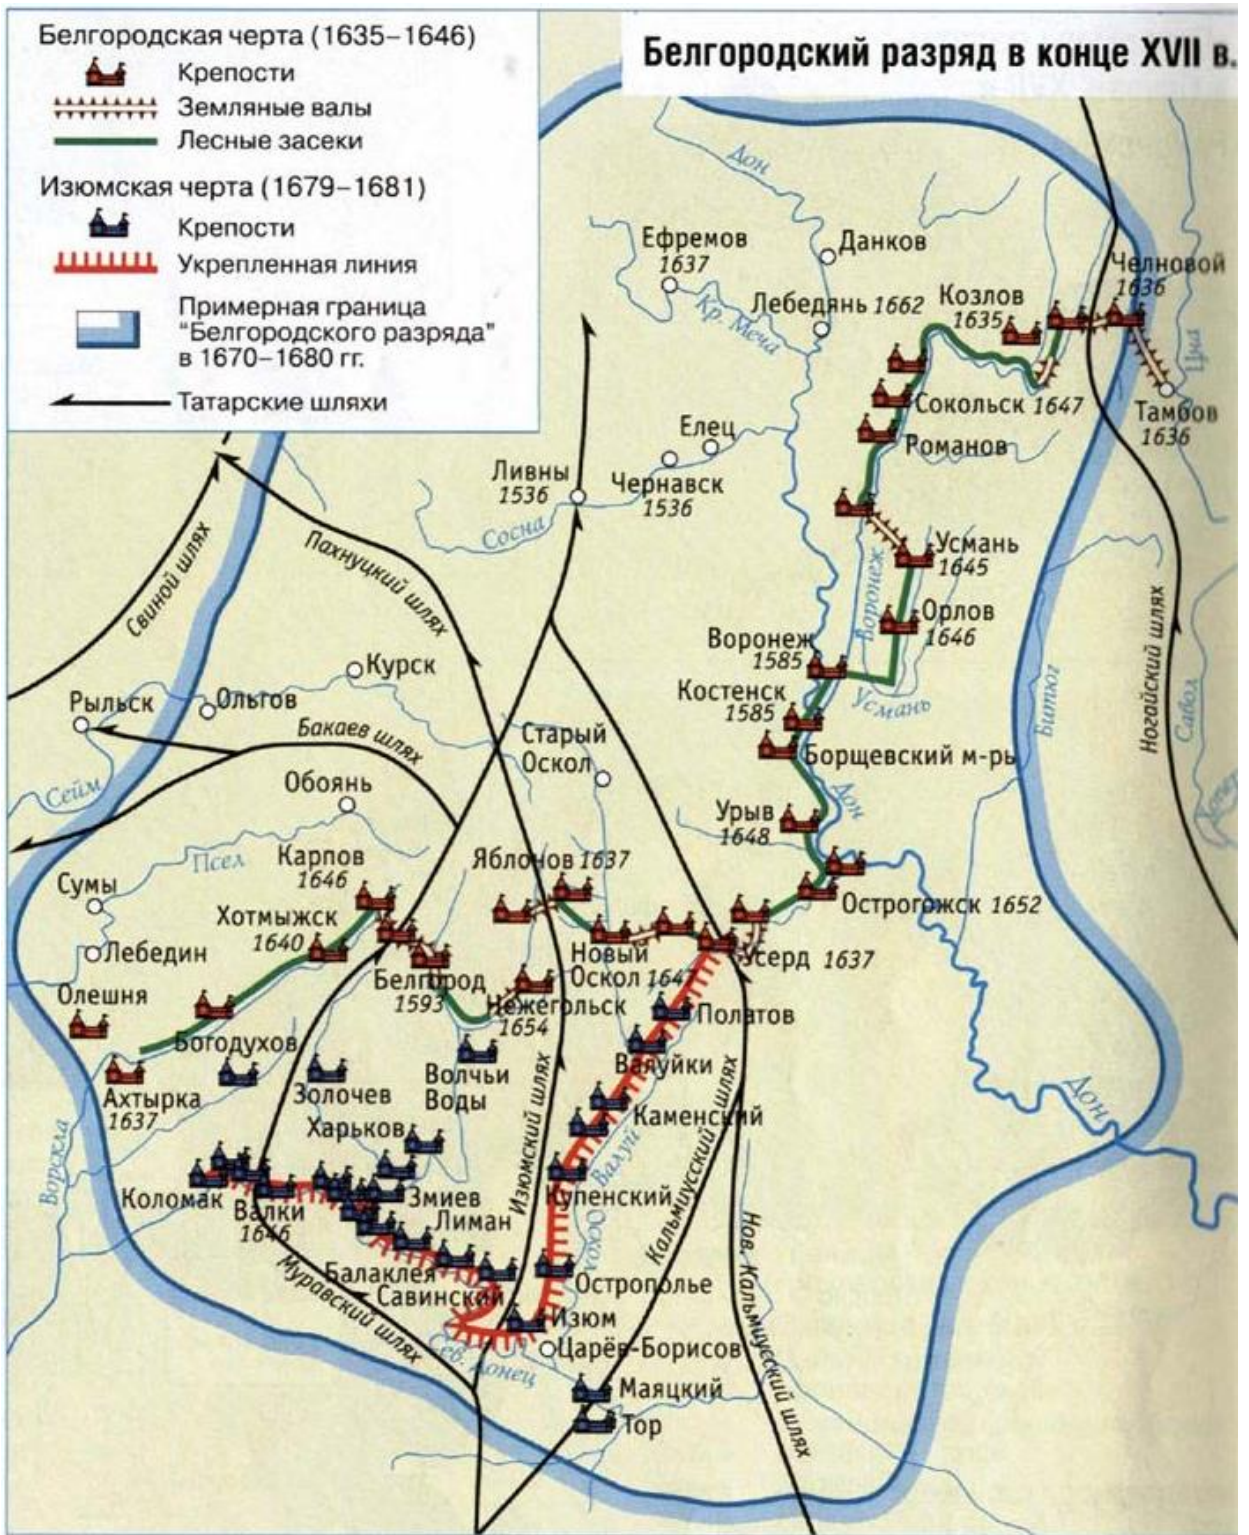 Белгородская черта (1635–1646)
Крепости
Земляные валы
Лесные засеки
Изюмская черта (1679–1681)
Крепости
Укрепленная линия
Примерная граница
"Белгородского разряда"
в 1670–1680 гг.
Татарские шляхи
Белгородский разряд в конце XVII в.
Дон
Ефремов
1637
Данков
Кр. Меча
Лебедянь 1662
Козлов
1635
Челновой
1636
Цна
Тамбов
1636
Сокольск 1647
Романов
Елец
Ливны
1536
Чернавск
1536
Сосна
Свиной шлях
Пахнуцкий шлях
Усмань
1645
Воронеж
Орлов
1646
Воронеж
1585
Костенск
1585
Усмань
Битюг
Ногайский шлях
Савол
Курск
Рыльск
Ольгов
Бакаев шлях
Старый
Оскол
Борщевский м-рь
Сейм
Обоянь
Дон
Урыв
1648
Псел
Карпов
1646
Яблонов 1637
Сумы
Хотмыжск
1640
Острогожск 1652
Лебедин
Новый
Оскол 1647
Усерд 1637
Белгород
1593
Нежегольск
1654
Олешня
Полатов
Богодухов
Валуйки
Золочев
Волчьи
Воды
Ахтырка
1637
Каменский
Дон
Харьков
Ворскла
Изюмский шлях
Валуй
Кальмиусский шлях
Коломак
Валки
1646
Змиев
Лиман
Купенский
Оскол
Нов. Кальмиусский шлях
Муравский шлях
Балаклея
Савинский
Острополье
Изюм
Сев. Донец
Царёв-Борисов
Маяцкий
Тор